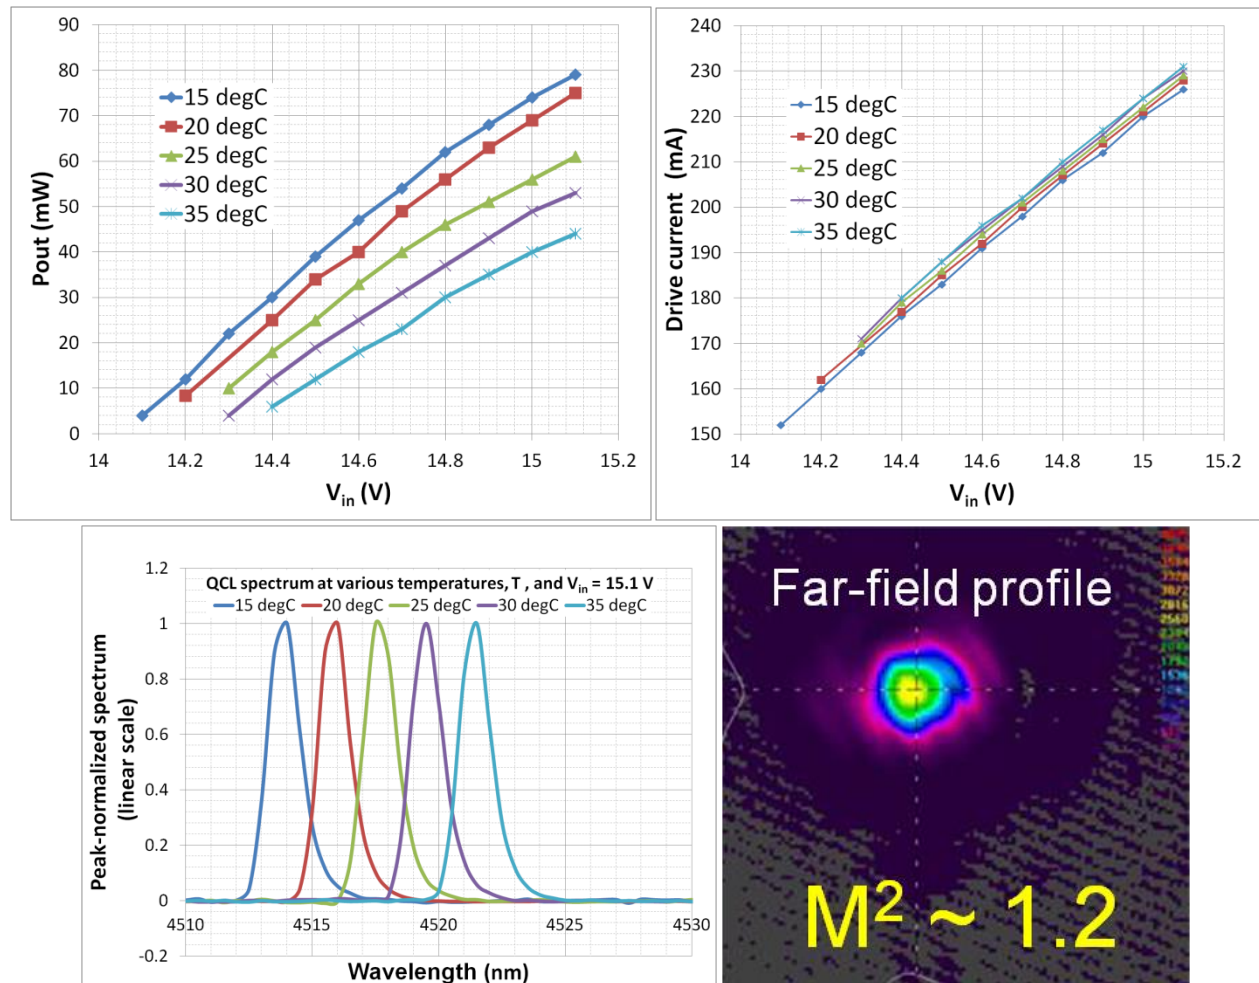 90
80
70
60
50
40
30
20
10
0
Pout (mW)
15 degC
20 degC
25 degC
30 degC
35 degC
14 14.2 14.4 14.6 14.8 15 15.2
Vin (V)
240
230
220
210
200
190
180
170
160
150
Drive current (mA)
15 degC
20 degC
25 degC
30 degC
35 degC
14 14.2 14.4 14.6 14.8 15 15.2
Vin (V)
1.2
1
0.8
0.6
0.4
0.2
0
-0.2
Peak-normalized spectrum
(linear scale)
QCL spectrum at various temperatures, T , and Vin = 15.1 V
15 degC 20 degC 25 degC 30 degC 35 degC
4510 4515 4520 4525 4530
Wavelength (nm)
Far-field profile
M² ~ 1.2